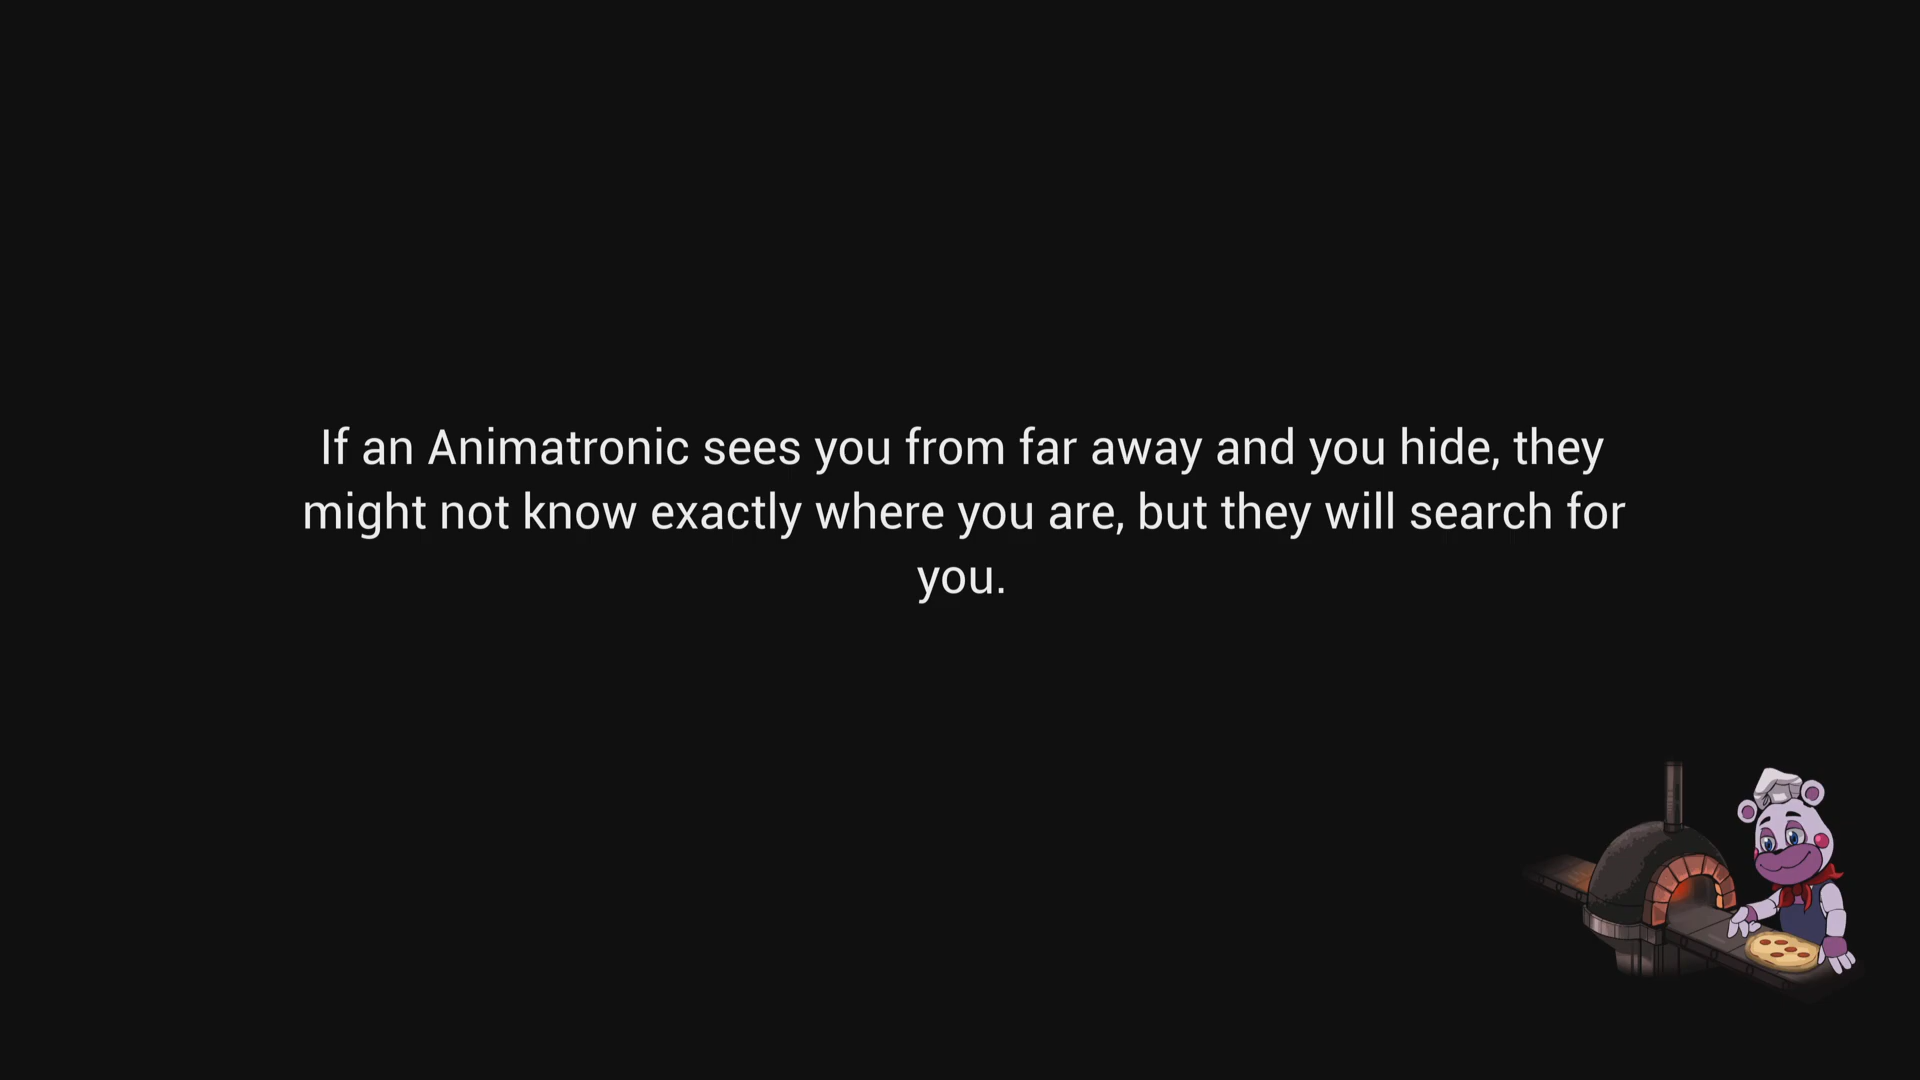 If an Animatronic sees you from far away and you hide, they
might not know exactly where you are, but they will search for
you.